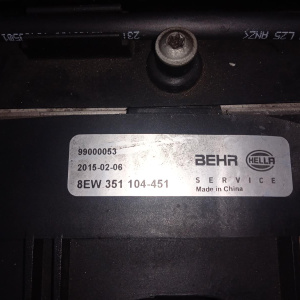 99000053
2015-02-06
8EW 351 104-451
BEHR HELLA
SERVICE
Made in China